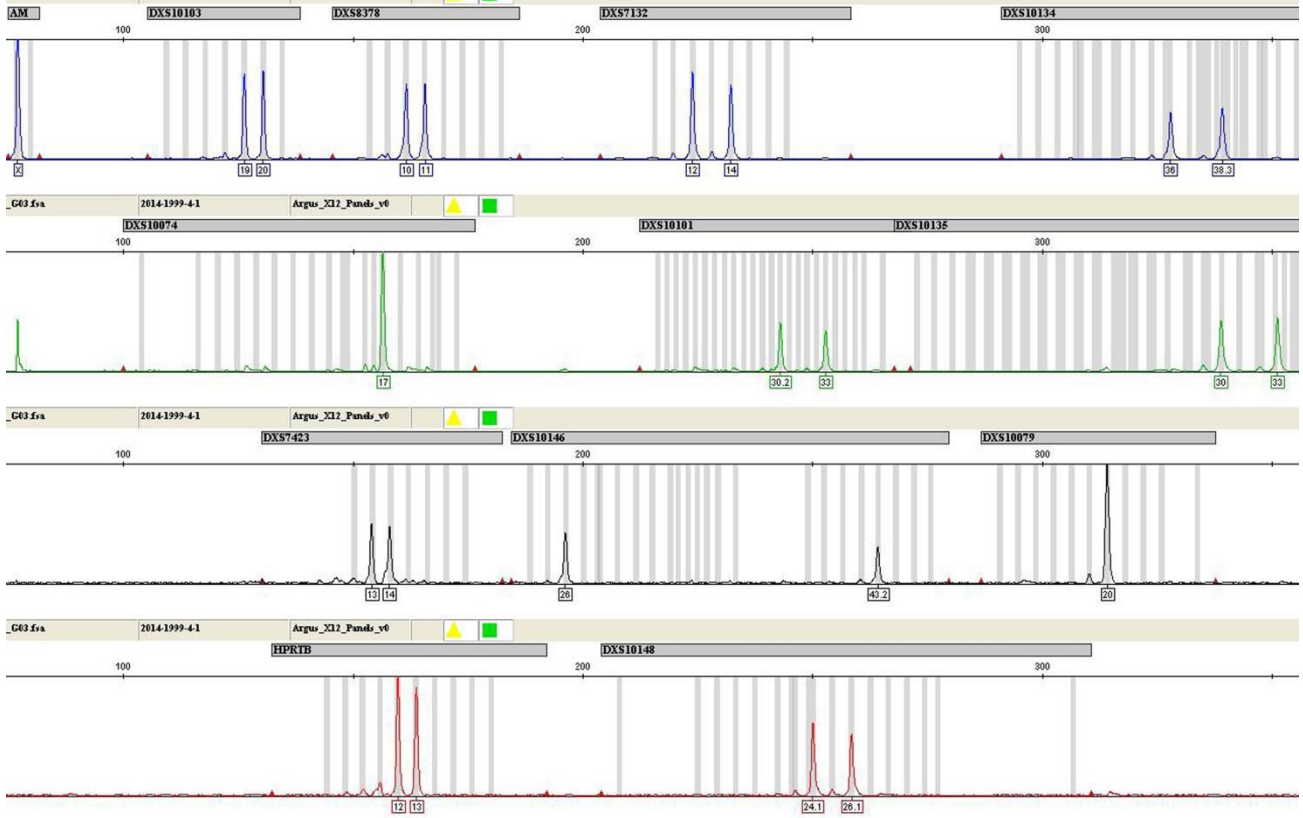 AM DXS10103 DXS8378 DXS7132 DXS10134
100 200 300
X 19 20 10 11 12 14 36 38.3
_G03.fsa 2014-1999-4-1 Argus_X12_Panels_v0
DXS10074 DXS10101 DXS10135
100 200 300
17 30.2 33 30 33
_G03.fsa 2014-1999-4-1 Argus_X12_Panels_v0
DXS7423 DXS10146 DXS10079
100 200 300
13 14 26 43.2 20
_G03.fsa 2014-1999-4-1 Argus_X12_Panels_v0
HPRTB DXS10148
100 200 300
12 13 24.1 26.1